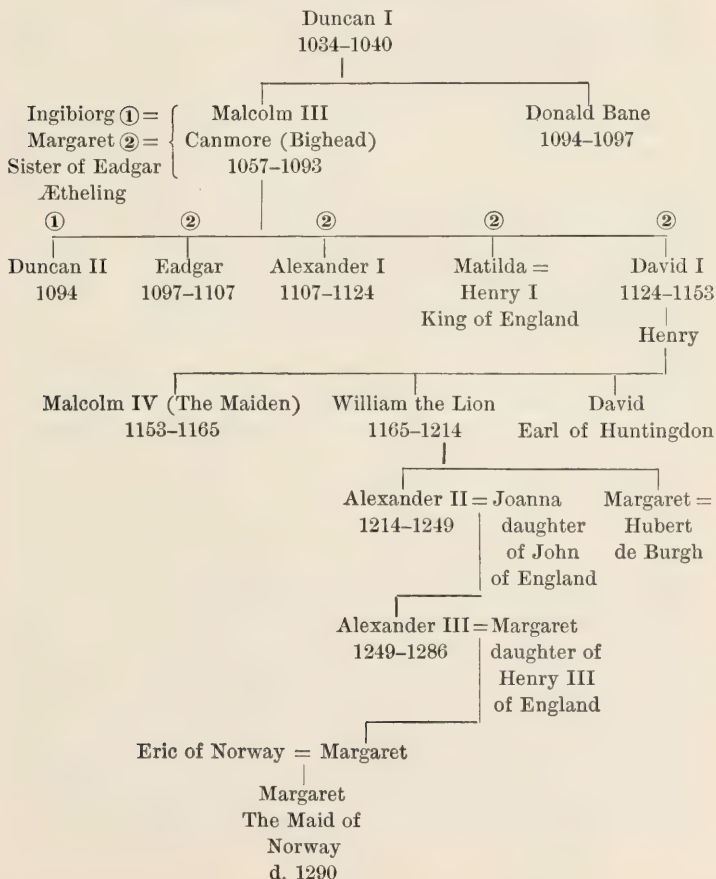 Duncan I
1034–1040
Ingibiorg ① = Malcolm III Donald Bane
Margaret ② = Canmore (Bighead) 1094–1097
Sister of Eadgar 1057–1093
Ætheling
① ② ② ② ②
Duncan II Eadgar Alexander I Matilda = David I
1094 1097–1107 1107–1124 Henry I 1124–1153
King of England
Henry
Malcolm IV (The Maiden) William the Lion David
1153–1165 1165–1214 Earl of Huntingdon
Alexander II = Joanna Margaret =
1214–1249 daughter Hubert
of John de Burgh
of England
Alexander III = Margaret
1249–1286 daughter of
Henry III
of England
Eric of Norway = Margaret
Margaret
The Maid of
Norway
d. 1290